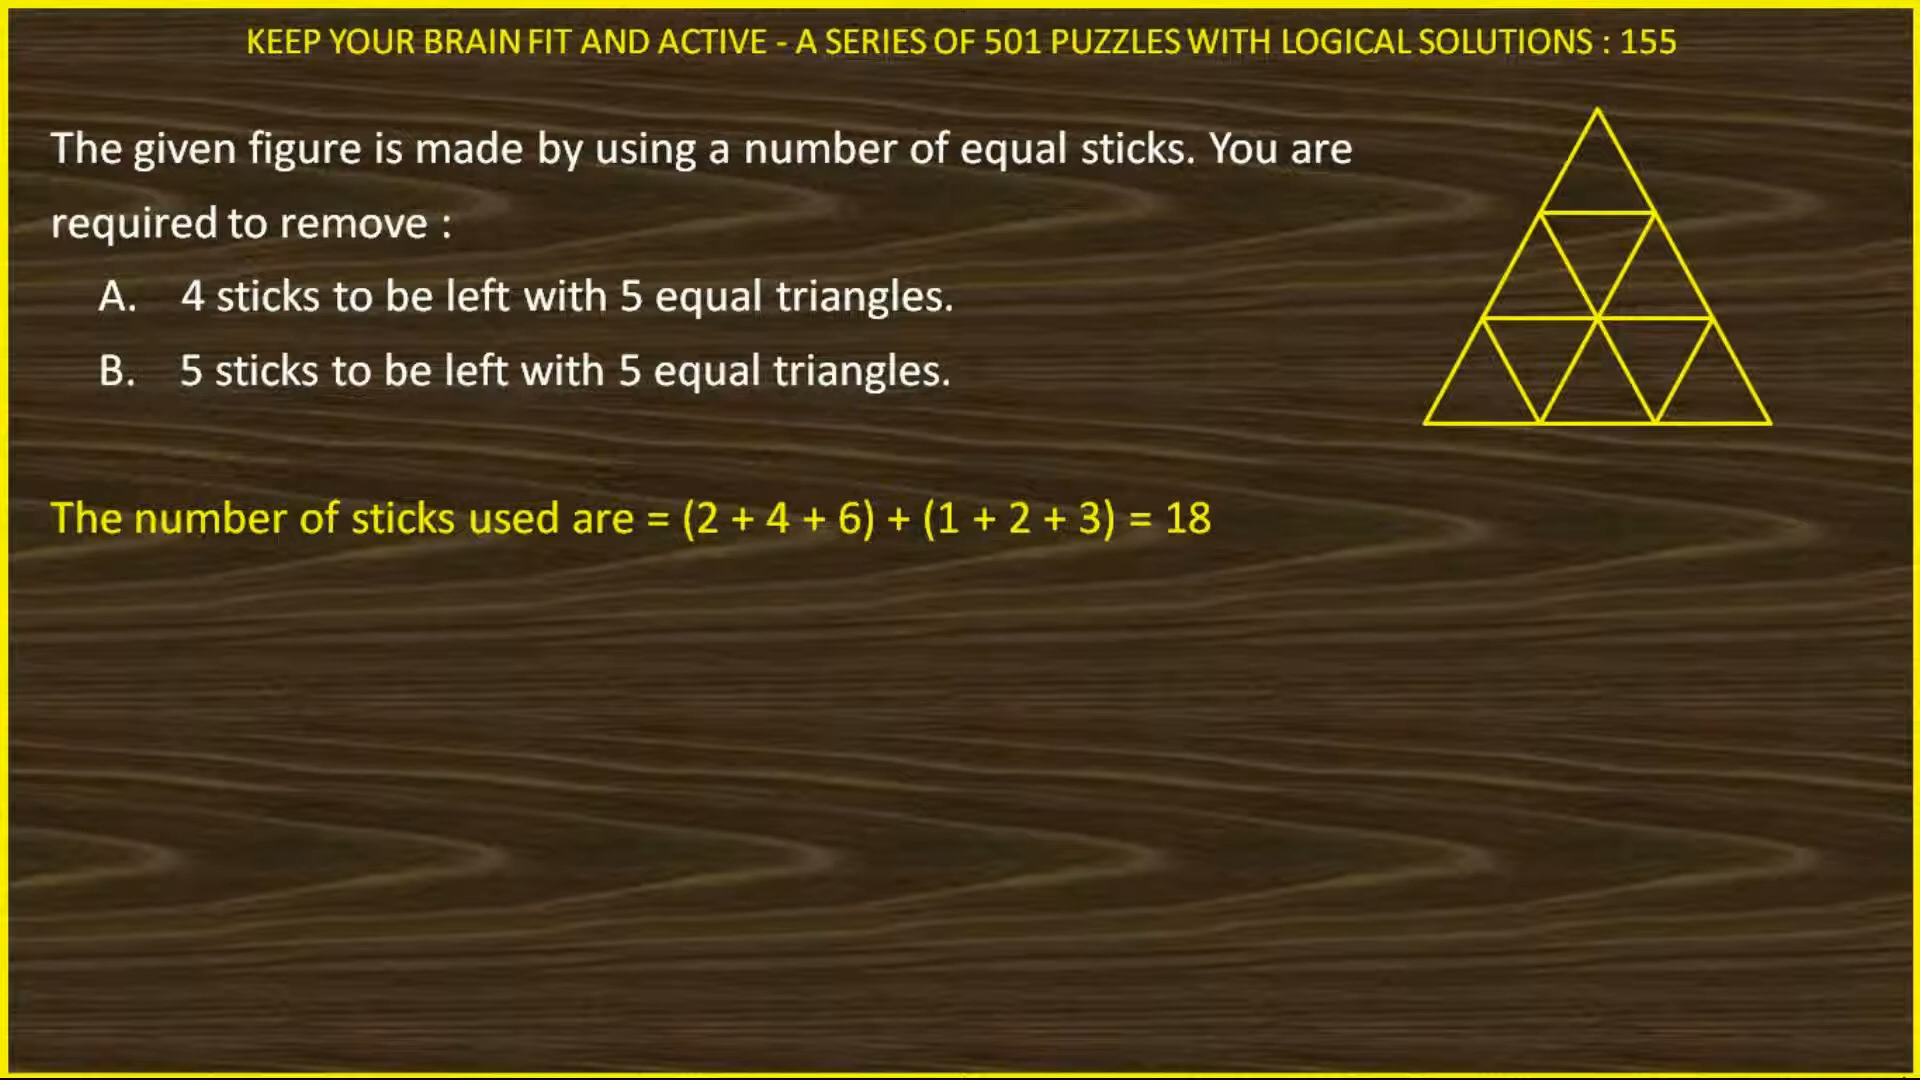 KEEP YOUR BRAIN FIT AND ACTIVE - A SERIES OF 501 PUZZLES WITH LOGICAL SOLUTIONS : 155
The given figure is made by using a number of equal sticks. You are
required to remove :
A. 4 sticks to be left with 5 equal triangles.
B. 5 sticks to be left with 5 equal triangles.
The number of sticks used are = (2 + 4 + 6) + (1 + 2 + 3) = 18